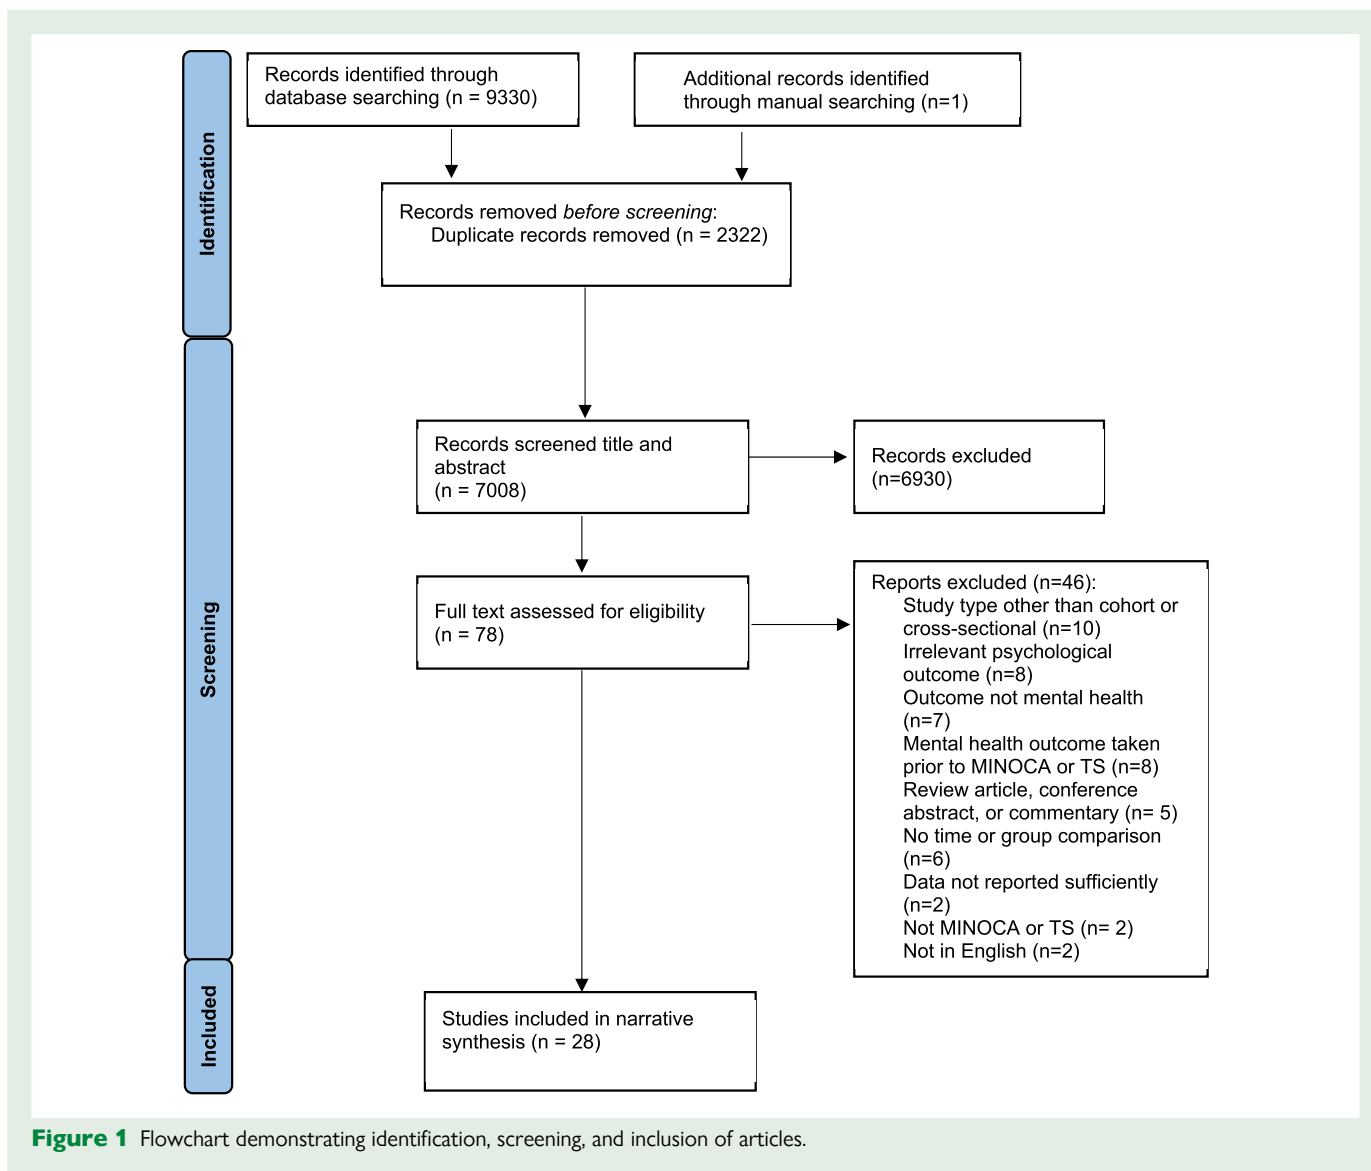 Identification
Records identified through
database searching (n = 9330)
Additional records identified
through manual searching (n=1)
Records removed before screening:
Duplicate records removed (n = 2322)
Screening
Records screened title and
abstract
(n = 7008)
Records excluded
(n=6930)
Full text assessed for eligibility
(n = 78)
Reports excluded (n=46):
Study type other than cohort or
cross-sectional (n=10)
Irrelevant psychological
outcome (n=8)
Outcome not mental health
(n=7)
Mental health outcome taken
prior to MINOCA or TS (n=8)
Review article, conference
abstract, or commentary (n= 5)
No time or group comparison
(n=6)
Data not reported sufficiently
(n=2)
Not MINOCA or TS (n= 2)
Not in English (n=2)
Included
Studies included in narrative
synthesis (n = 28)
Figure 1 Flowchart demonstrating identification, screening, and inclusion of articles.